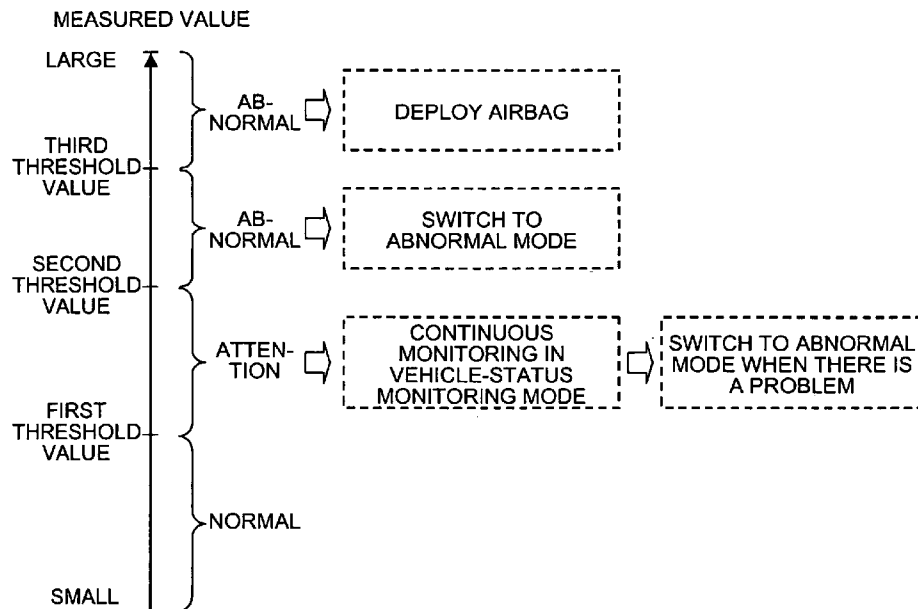 MEASURED VALUE
LARGE
AB-
NORMAL
DEPLOY AIRBAG
THIRD
THRESHOLD
VALUE
AB-
NORMAL
SWITCH TO
ABNORMAL MODE
SECOND
THRESHOLD
VALUE
ATTEN-
TION
CONTINUOUS
MONITORING IN
VEHICLE-STATUS
MONITORING MODE
SWITCH TO ABNORMAL
MODE WHEN THERE IS
A PROBLEM
FIRST
THRESHOLD
VALUE
NORMAL
SMALL